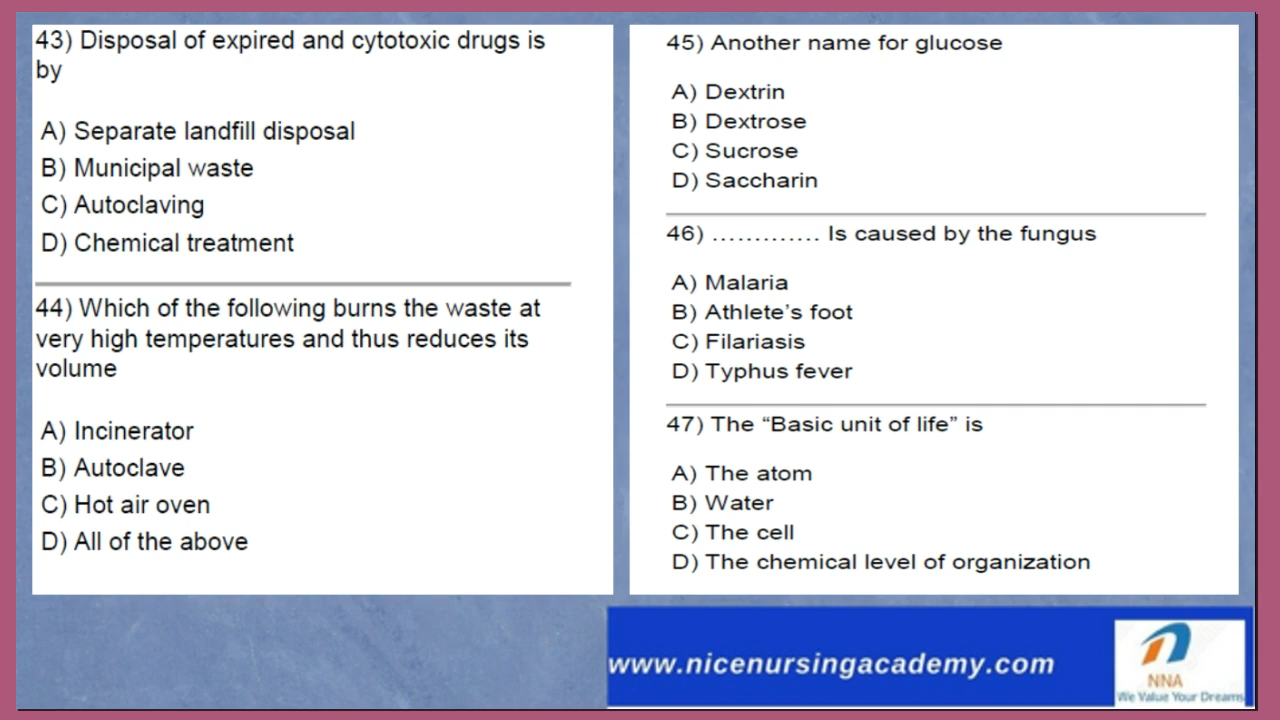 43) Disposal of expired and cytotoxic drugs is
by
A) Separate landfill disposal
B) Municipal waste
C) Autoclaving
D) Chemical treatment
44) Which of the following burns the waste at
very high temperatures and thus reduces its
volume
A) Incinerator
B) Autoclave
C) Hot air oven
D) All of the above
45) Another name for glucose
A) Dextrin
B) Dextrose
C) Sucrose
D) Saccharin
46) ............. Is caused by the fungus
A) Malaria
B) Athlete’s foot
C) Filariasis
D) Typhus fever
47) The “Basic unit of life” is
A) The atom
B) Water
C) The cell
D) The chemical level of organization
www.nicenursingacademy.com
NNA
We Value Your Dreams